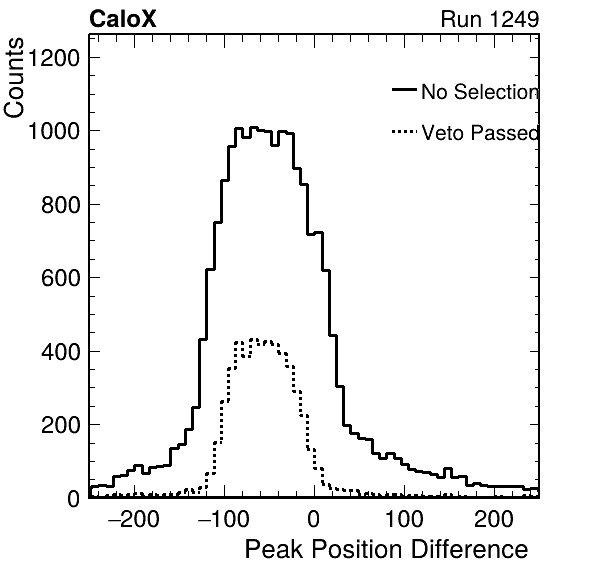 CaloX Run 1249
Counts
1200
1000
800
600
400
200
0
No Selection
Veto Passed
−200 −100 0 100 200
Peak Position Difference